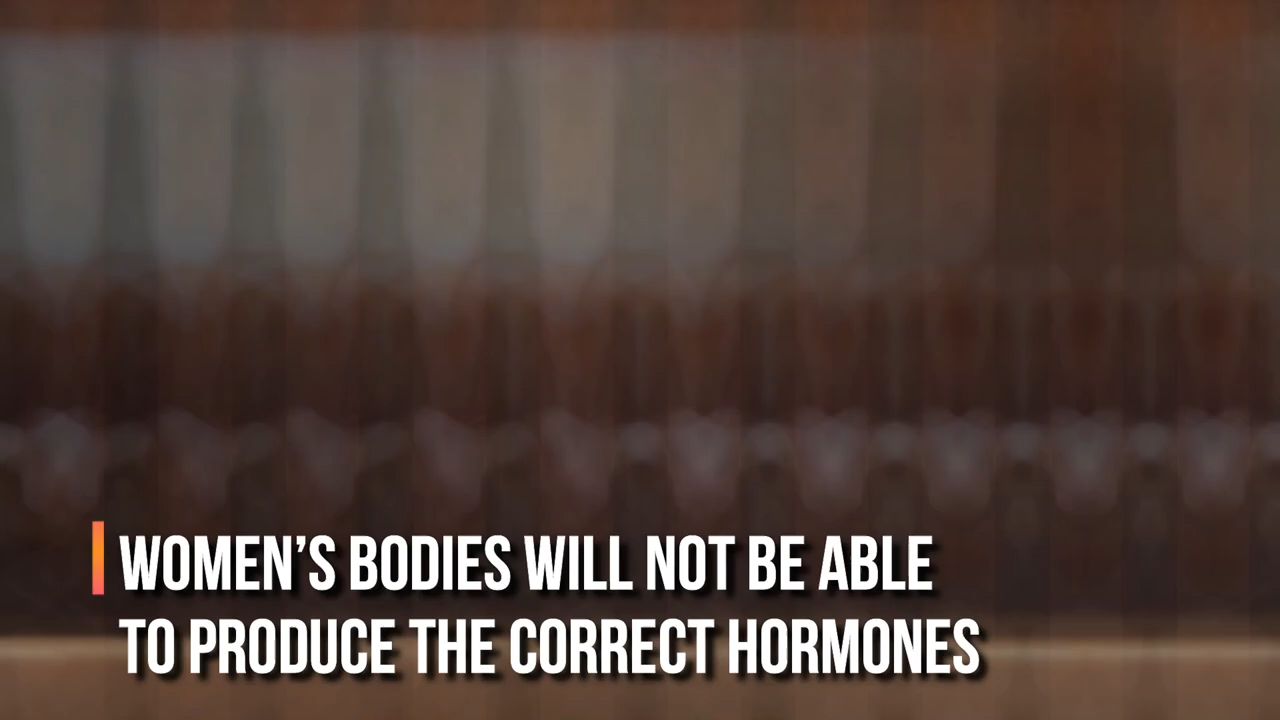 WOMEN’S BODIES WILL NOT BE ABLE
TO PRODUCE THE CORRECT HORMONES